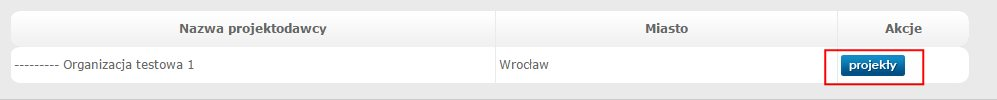 Nazwa projektodawcy Miasto Akcje
--------- Organizacja testowa 1 Wrocław projekty